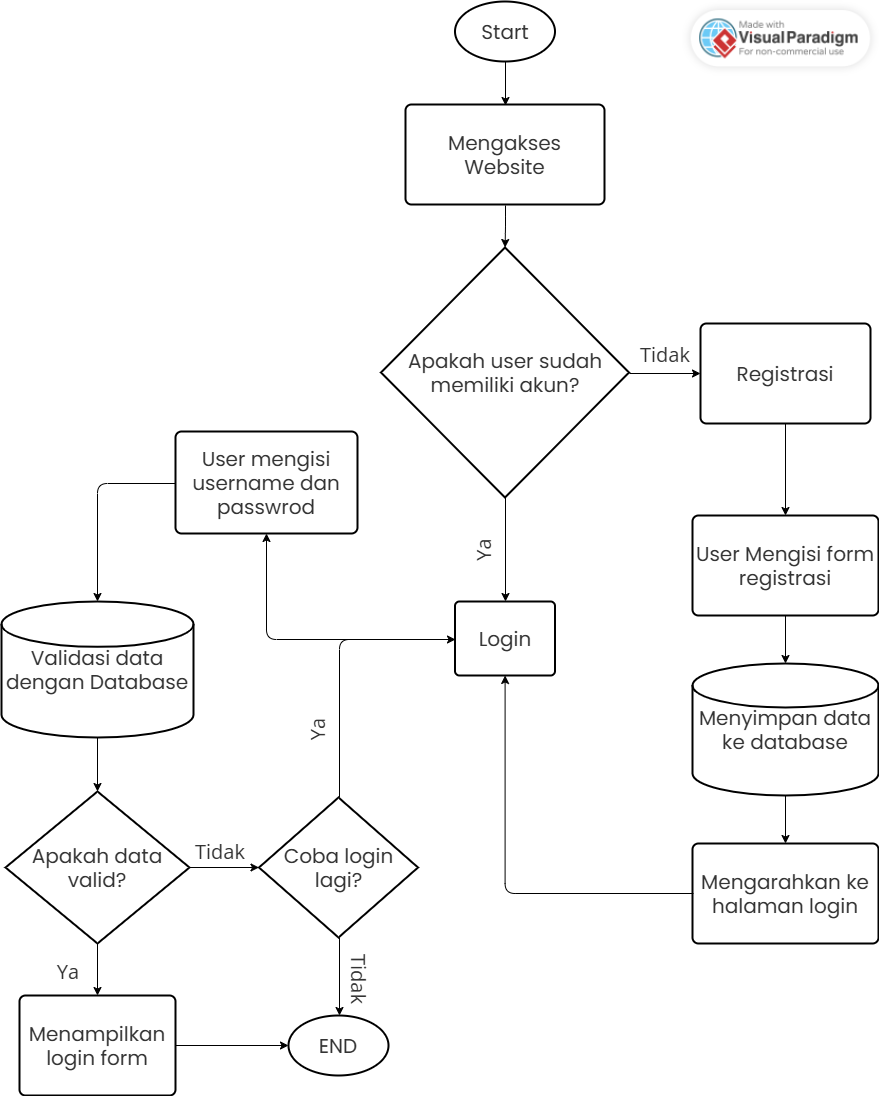 Start
Made with
VisualParadigm
For non-commercial use
Mengakses
Website
Apakah user sudah
memiliki akun?
Tidak
Registrasi
User mengisi
username dan
passwrod
Ya
User Mengisi form
registrasi
Login
Validasi data
dengan Database
Ya
Menyimpan data
ke database
Apakah data
valid?
Tidak
Coba login
lagi?
Mengarahkan ke
halaman login
Ya
Tidak
Menampilkan
login form
END